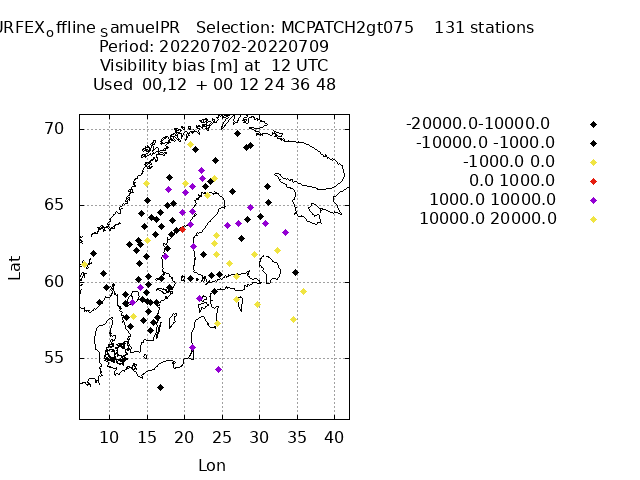 URFEXoffline samuelPR Selection: MCPATCH2gt075 131 stations
Period: 20220702-20220709
Visibility bias [m] at 12 UTC
Used 00,12 + 00 12 24 36 48
-20000.0-10000.0
-10000.0 -1000.0
-1000.0 0.0
0.0 1000.0
1000.0 10000.0
10000.0 20000.0
70
65
60
55
Lat
10 15 20 25 30 35 40
Lon